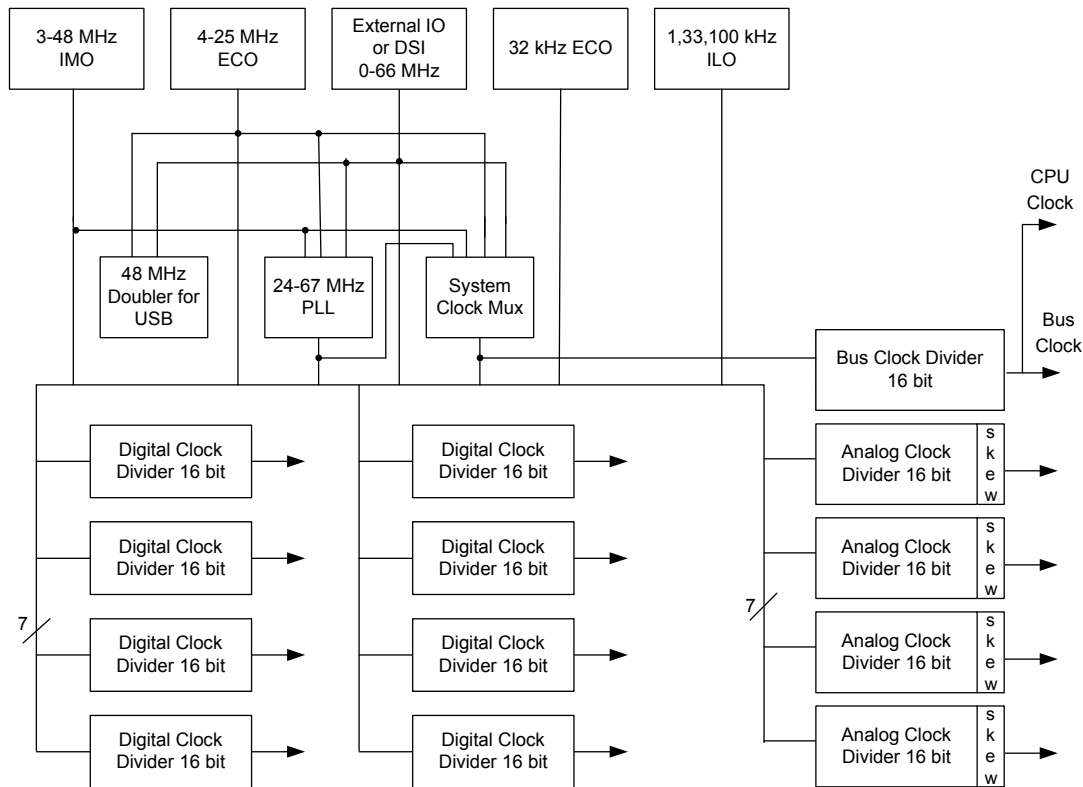 3-48 MHz
IMO
4-25 MHz
ECO
External IO
or DSI
0-66 MHz
32 kHz ECO
1,33,100 kHz
ILO
CPU
Clock
48 MHz
Doubler for
USB
24-67 MHz
PLL
System
Clock Mux
Bus
Clock
Bus Clock Divider
16 bit
Digital Clock
Divider 16 bit
Digital Clock
Divider 16 bit
Analog Clock
Divider 16 bit
s
k
e
w
Digital Clock
Divider 16 bit
Digital Clock
Divider 16 bit
Analog Clock
Divider 16 bit
s
k
e
w
7
7
Digital Clock
Divider 16 bit
Digital Clock
Divider 16 bit
Analog Clock
Divider 16 bit
s
k
e
w
Digital Clock
Divider 16 bit
Digital Clock
Divider 16 bit
Analog Clock
Divider 16 bit
s
k
e
w